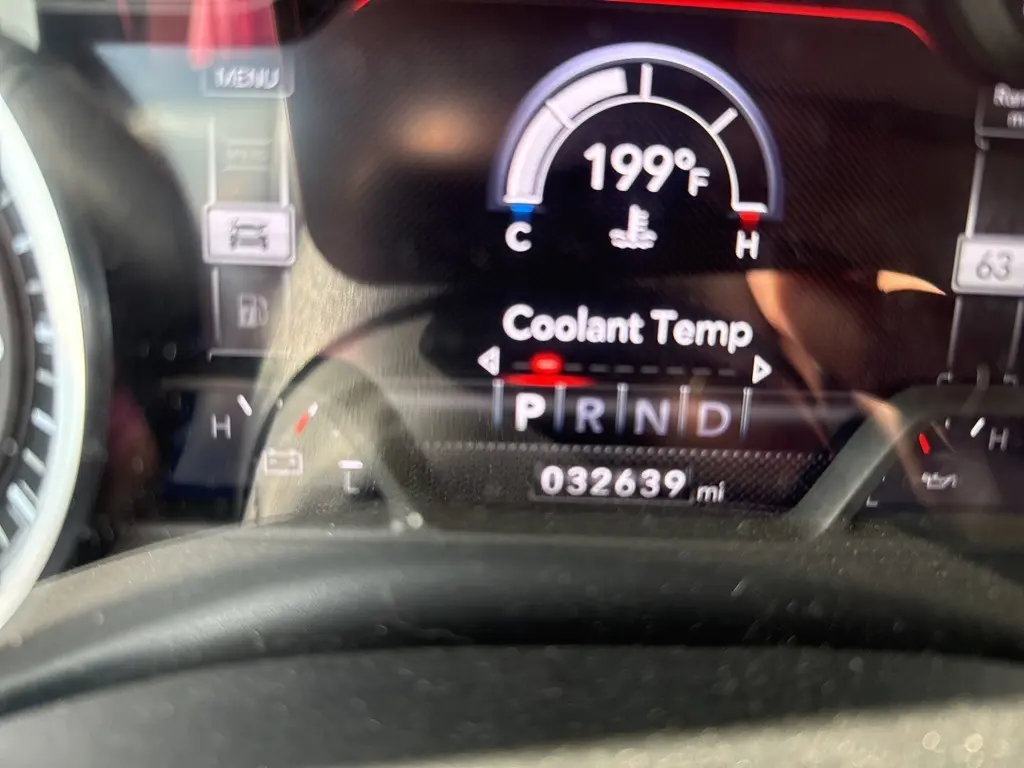 MENU
199°F
C
H
63
Coolant Temp
P R N D
H
H
L
L
032639 mi